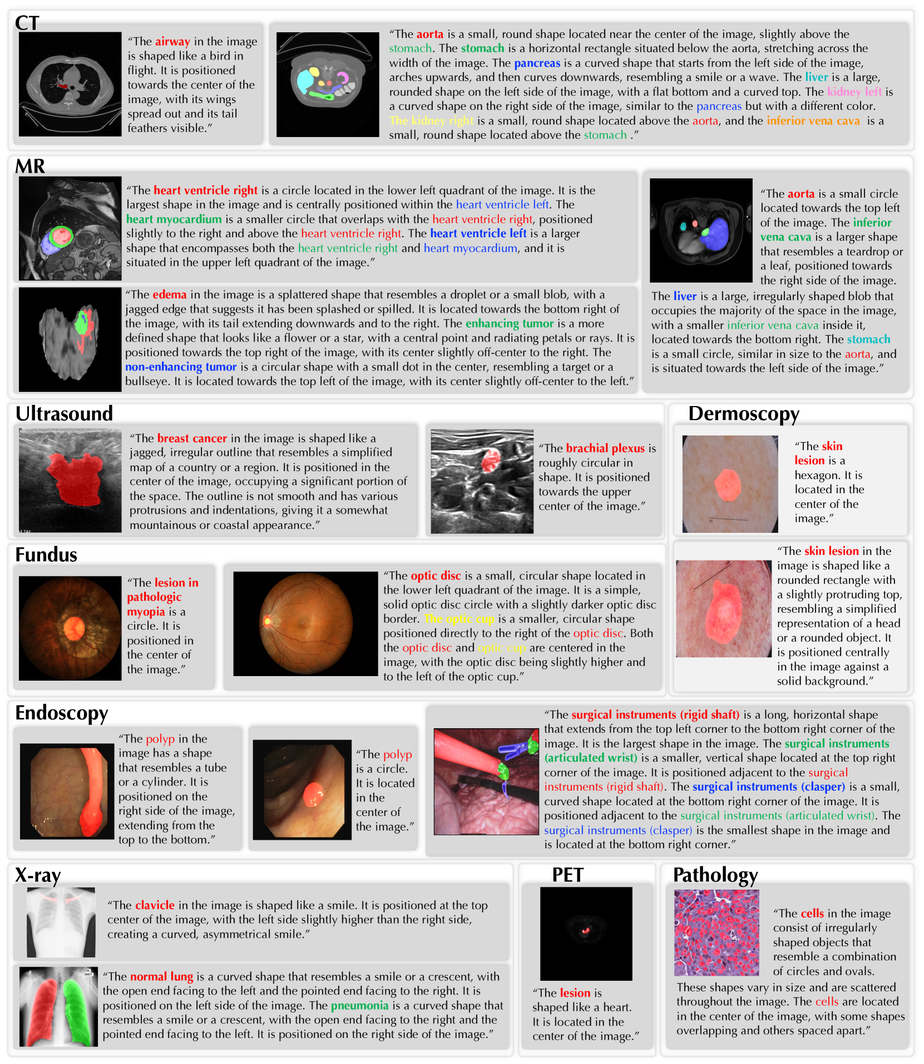 CT
“The airway in the image
is shaped like a bird in
flight. It is positioned
towards the center of the
image, with its wings
spread out and its tail
feathers visible.”
“The aorta is a small, round shape located near the center of the image, slightly above the
stomach. The stomach is a horizontal rectangle situated below the aorta, stretching across the
width of the image. The pancreas is a curved shape that starts from the left side of the image,
arches upwards, and then curves downwards, resembling a smile or a wave. The liver is a large,
rounded shape on the left side of the image, with a flat bottom and a curved top. The kidney left is
a curved shape on the right side of the image, similar to the pancreas but with a different color.
The kidney right is a small, round shape located above the aorta, and the inferior vena cava is a
small, round shape located above the stomach .”
MR
“The heart ventricle right is a circle located in the lower left quadrant of the image. It is the
largest shape in the image and is centrally positioned within the heart ventricle left. The
heart myocardium is a smaller circle that overlaps with the heart ventricle right, positioned
slightly to the right and above the heart ventricle right. The heart ventricle left is a larger
shape that encompasses both the heart ventricle right and heart myocardium, and it is
situated in the upper left quadrant of the image.”
“The edema in the image is a splattered shape that resembles a droplet or a small blob, with a
jagged edge that suggests it has been splashed or spilled. It is located towards the bottom right of
the image, with its tail extending downwards and to the right. The enhancing tumor is a more
defined shape that looks like a flower or a star, with a central point and radiating petals or rays. It is
positioned towards the top right of the image, with its center slightly off-center to the right. The
non-enhancing tumor is a circular shape with a small dot in the center, resembling a target or a
bullseye. It is located towards the top left of the image, with its center slightly off-center to the left.”
“The aorta is a small circle
located towards the top left
of the image. The inferior
vena cava is a larger shape
that resembles a teardrop or
a leaf, positioned towards
the right side of the image.
The liver is a large, irregularly shaped blob that
occupies the majority of the space in the image,
with a smaller inferior vena cava inside it,
located towards the bottom right. The stomach
is a small circle, similar in size to the aorta, and
is situated towards the left side of the image.”
Ultrasound
“The breast cancer in the image is shaped like a
jagged, irregular outline that resembles a simplified
map of a country or a region. It is positioned in the
center of the image, occupying a significant portion of
the space. The outline is not smooth and has various
protrusions and indentations, giving it a somewhat
mountainous or coastal appearance.”
“The brachial plexus is
roughly circular in
shape. It is positioned
towards the upper
center of the image.”
Dermoscopy
“The skin
lesion is a
hexagon. It is
located in the
center of the
image.”
“The skin lesion in the
image is shaped like a
rounded rectangle with
a slightly protruding top,
resembling a simplified
representation of a head
or a rounded object. It
is positioned centrally
in the image against a
solid background.”
Fundus
“The lesion in
pathologic
myopia is a
circle. It is
positioned in
the center of
the image.”
“The optic disc is a small, circular shape located in
the lower left quadrant of the image. It is a simple,
solid optic disc circle with a slightly darker optic disc
border. The optic cup is a smaller, circular shape
positioned directly to the right of the optic disc. Both
the optic disc and optic cup are centered in the
image, with the optic disc being slightly higher and
to the left of the optic cup.”
Endoscopy
“The polyp in the
image has a shape
that resembles a tube
or a cylinder. It is
positioned on the
right side of the image,
extending from the
top to the bottom.”
“The polyp
is a circle.
It is located
in the
center of
the image.”
“The surgical instruments (rigid shaft) is a long, horizontal shape
that extends from the top left corner to the bottom right corner of the
image. It is the largest shape in the image. The surgical instruments
(articulated wrist) is a smaller, vertical shape located at the top right
corner of the image. It is positioned adjacent to the surgical
instruments (rigid shaft). The surgical instruments (clasper) is a small,
curved shape located at the bottom right corner of the image. It is
positioned adjacent to the surgical instruments (articulated wrist). The
surgical instruments (clasper) is the smallest shape in the image and
is located at the bottom right corner.”
X-ray
“The clavicle in the image is shaped like a smile. It is positioned at the top
center of the image, with the left side slightly higher than the right side,
creating a curved, asymmetrical smile.”
“The normal lung is a curved shape that resembles a smile or a crescent, with
the open end facing to the left and the pointed end facing to the right. It is
positioned on the left side of the image. The pneumonia is a curved shape that
resembles a smile or a crescent, with the open end facing to the right and the
pointed end facing to the left. It is positioned on the right side of the image.”
PET
“The lesion is
shaped like a heart.
It is located in the
center of the image.”
Pathology
“The cells in the image
consist of irregularly
shaped objects that
resemble a combination
of circles and ovals.
These shapes vary in size and are scattered
throughout the image. The cells are located
in the center of the image, with some shapes
overlapping and others spaced apart.”